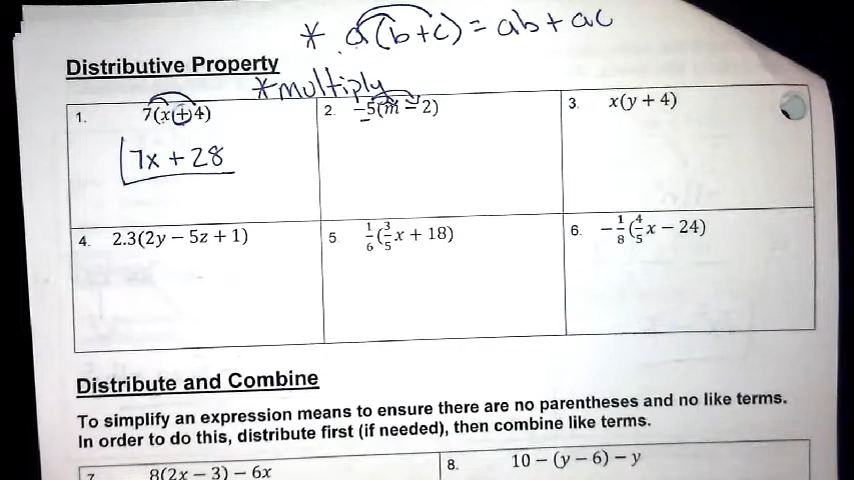 * a(b+c) = ab + ac
Distributive Property
*multiply
1. 7(x+4)
7x + 28
2. -5(m - 2)
3. x(y + 4)
4. 2.3(2y − 5z + 1)
5. 1/6(3/5x + 18)
6. −1/8(4/5x − 24)
Distribute and Combine
To simplify an expression means to ensure there are no parentheses and no like terms.
In order to do this, distribute first (if needed), then combine like terms.
7. 8(2x − 3) − 6x
8. 10 − (y − 6) − y